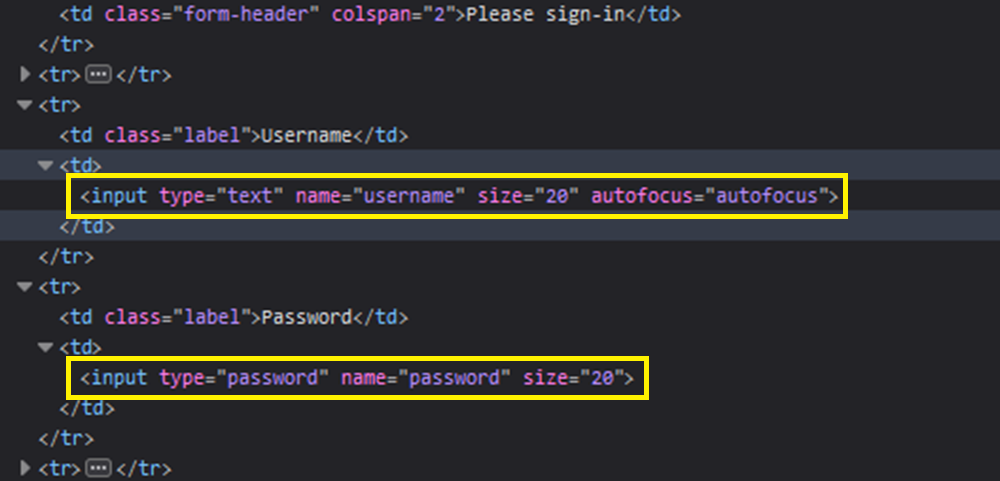 <td class="form-header" colspan="2">Please sign-in</td>
</tr>
<tr>…</tr>
<tr>
<td class="label">Username</td>
<td>
<input type="text" name="username" size="20" autofocus="autofocus">
</td>
</tr>
<tr>
<td class="label">Password</td>
<td>
<input type="password" name="password" size="20">
</td>
</tr>
<tr>…</tr>